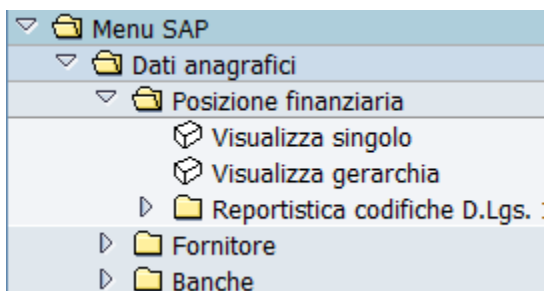 Menu SAP
Dati anagrafici
Posizione finanziaria
Visualizza singolo
Visualizza gerarchia
Reportistica codifiche D.Lgs.
Fornitore
Banche